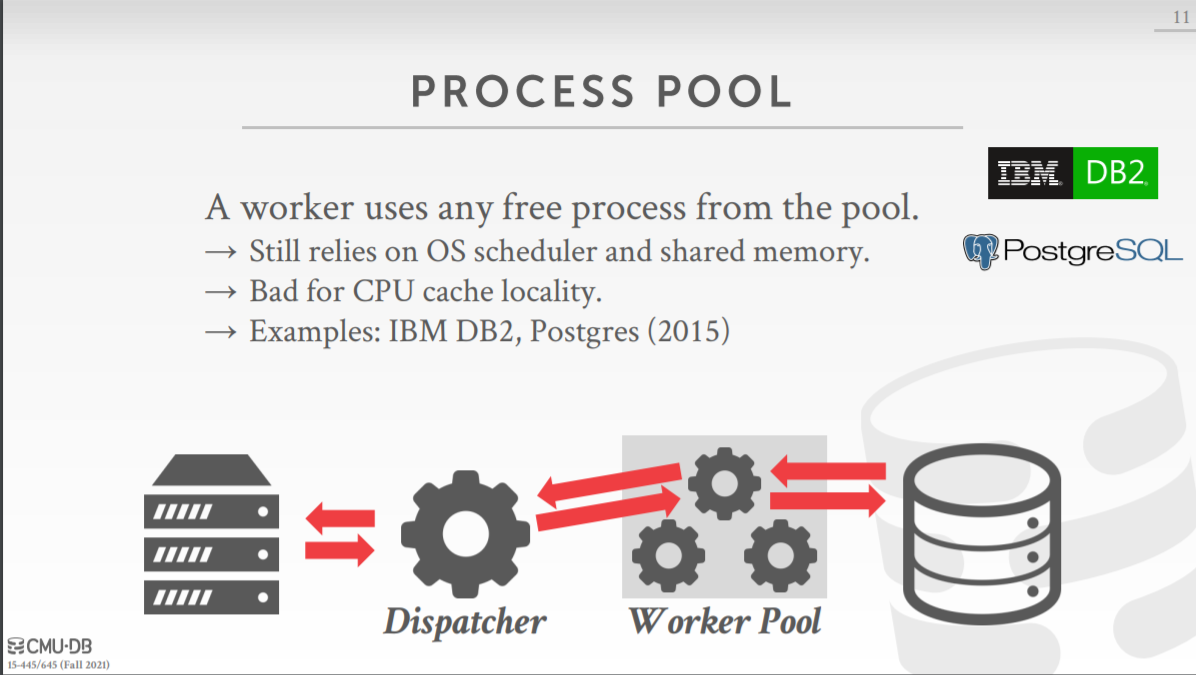 11
PROCESS POOL
IBM DB2
PostgreSQL
A worker uses any free process from the pool.
→ Still relies on OS scheduler and shared memory.
→ Bad for CPU cache locality.
→ Examples: IBM DB2, Postgres (2015)
Dispatcher
Worker Pool
CMU·DB
15-445/645 (Fall 2021)